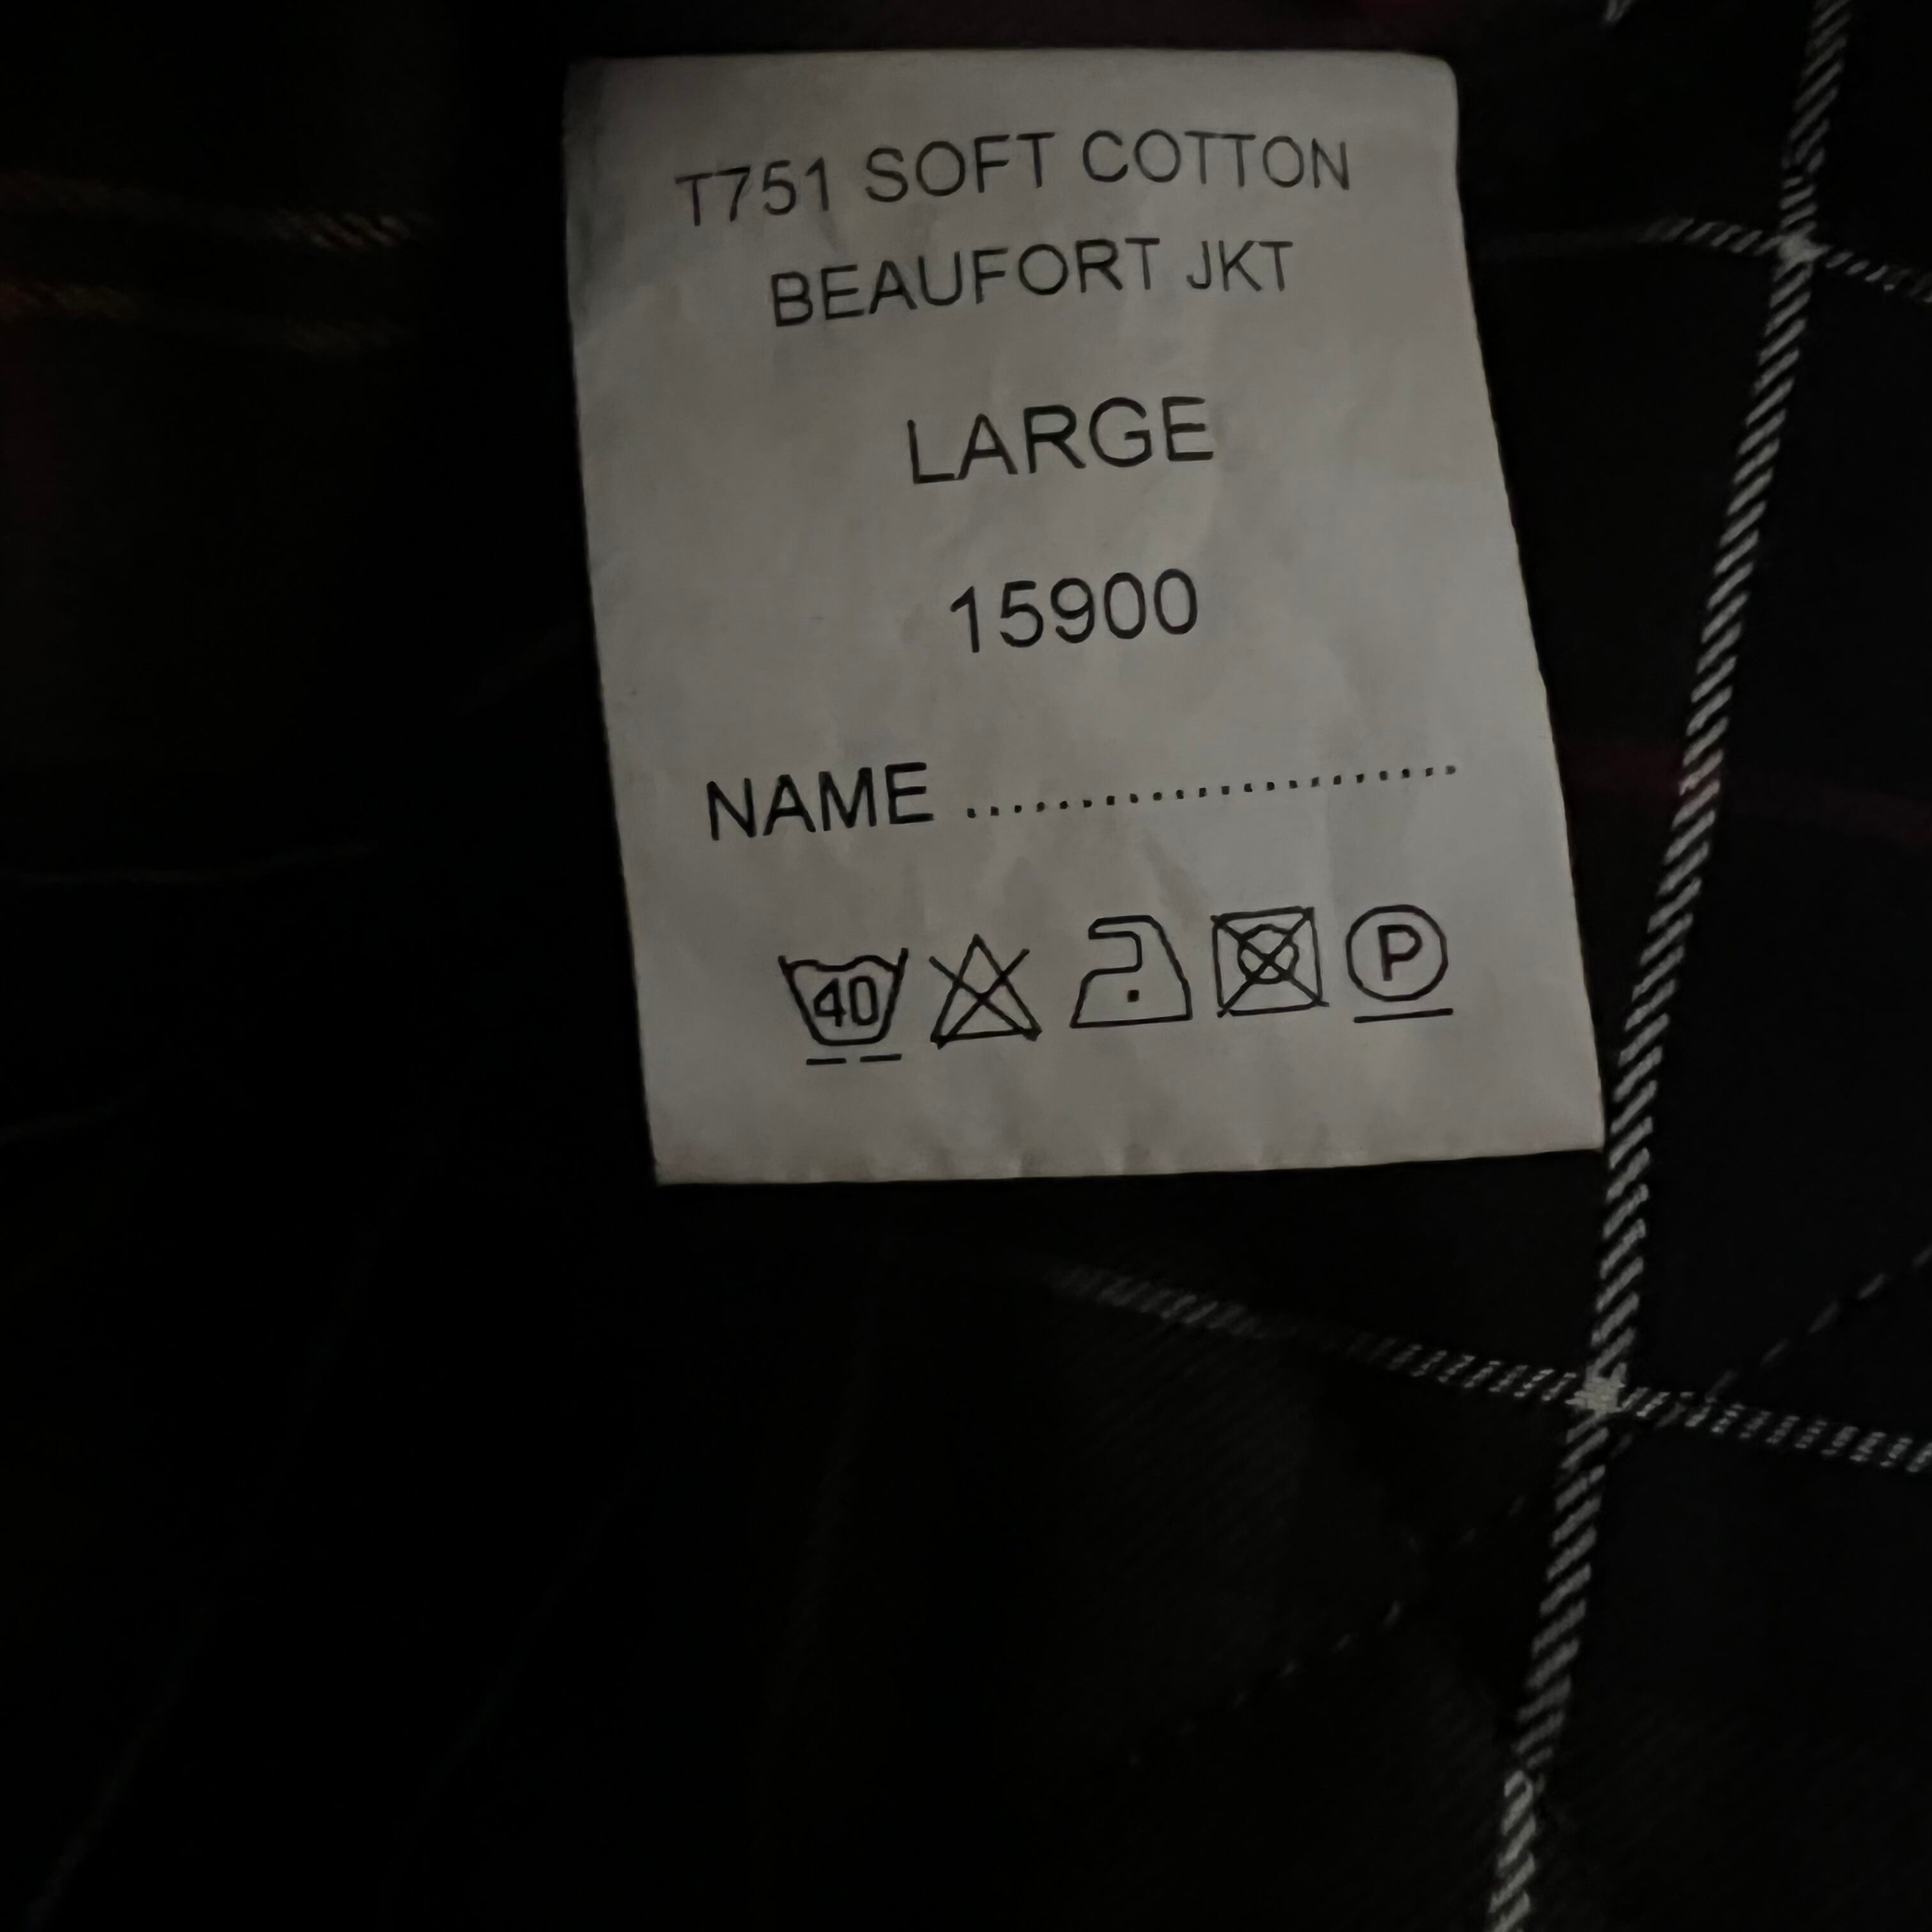 T751 SOFT COTTON
BEAUFORT JKT
LARGE
15900
NAME .......................
40 P